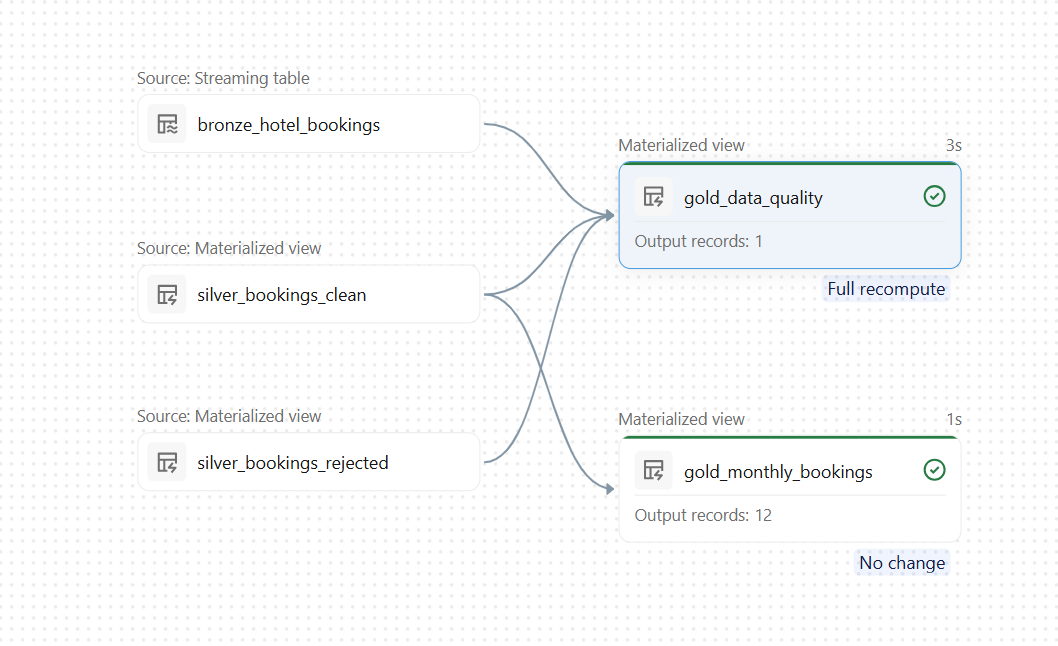 Source: Streaming table
bronze_hotel_bookings
Source: Materialized view
silver_bookings_clean
Source: Materialized view
silver_bookings_rejected
Materialized view 3s
gold_data_quality
Output records: 1
Full recompute
Materialized view 1s
gold_monthly_bookings
Output records: 12
No change